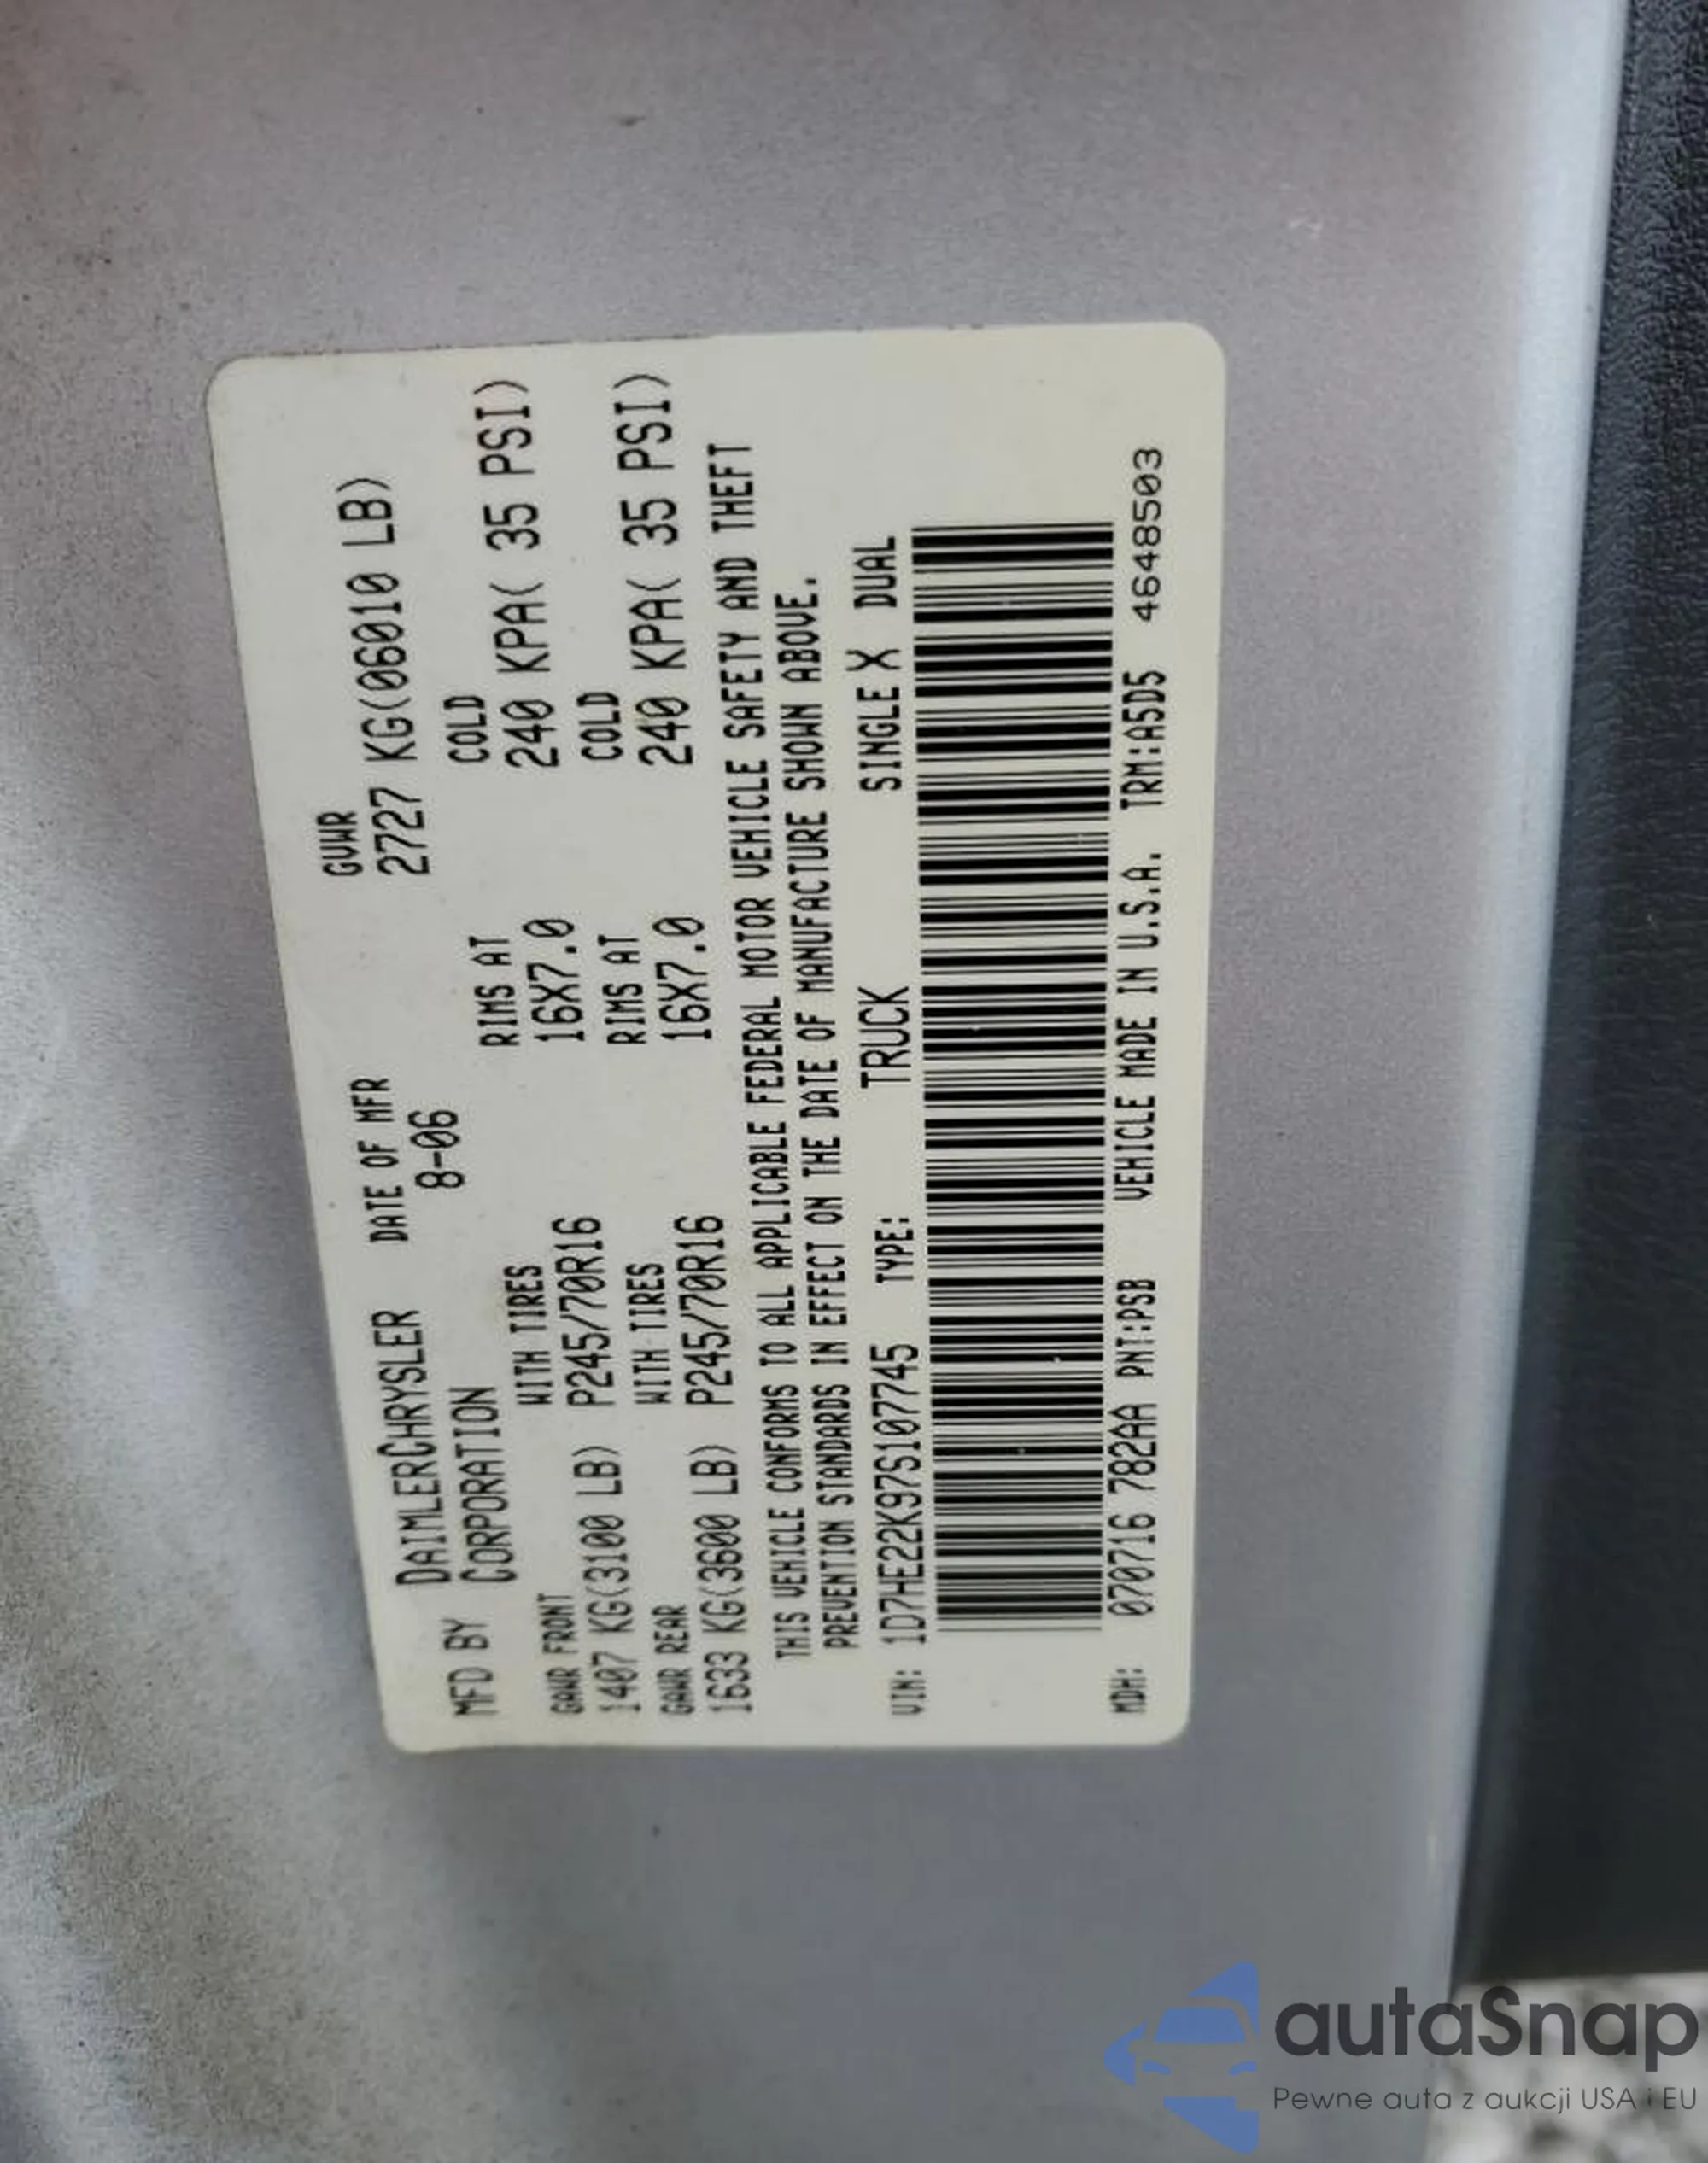 MFD BY DAIMLERCHRYSLER DATE OF MFR GVWR
CORPORATION 8-06 2727 KG(06010 LB)
GAWR FRONT WITH TIRES RIMS AT COLD
1407 KG(3100 LB) P245/70R16 16X7.0 240 KPA( 35 PSI)
GAWR REAR WITH TIRES RIMS AT COLD
1633 KG(3600 LB) P245/70R16 16X7.0 240 KPA( 35 PSI)
THIS VEHICLE CONFORMS TO ALL APPLICABLE FEDERAL MOTOR VEHICLE SAFETY AND THEFT
PREVENTION STANDARDS IN EFFECT ON THE DATE OF MANUFACTURE SHOWN ABOVE.
VIN: 1D7HE22K97S107745 TYPE: TRUCK SINGLE X DUAL
MDH: 070716 782AA PNT:PSB VEHICLE MADE IN U.S.A. TRM:A5D5 4648503
autaSnap
Pewne auta z aukcji USA i EU